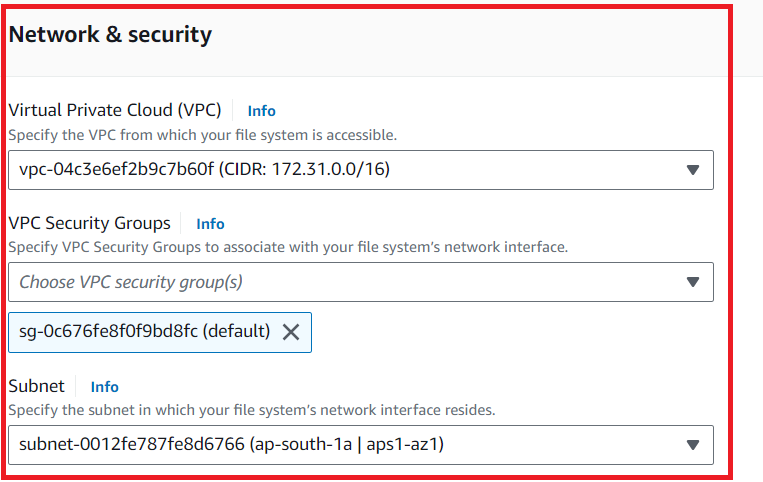 Network & security
Virtual Private Cloud (VPC) Info
Specify the VPC from which your file system is accessible.
vpc-04c3e6ef2b9c7b60f (CIDR: 172.31.0.0/16)
VPC Security Groups Info
Specify VPC Security Groups to associate with your file system's network interface.
Choose VPC security group(s)
sg-0c676fe8f0f9bd8fc (default)
Subnet Info
Specify the subnet in which your file system's network interface resides.
subnet-0012fe787fe8d6766 (ap-south-1a | aps1-az1)